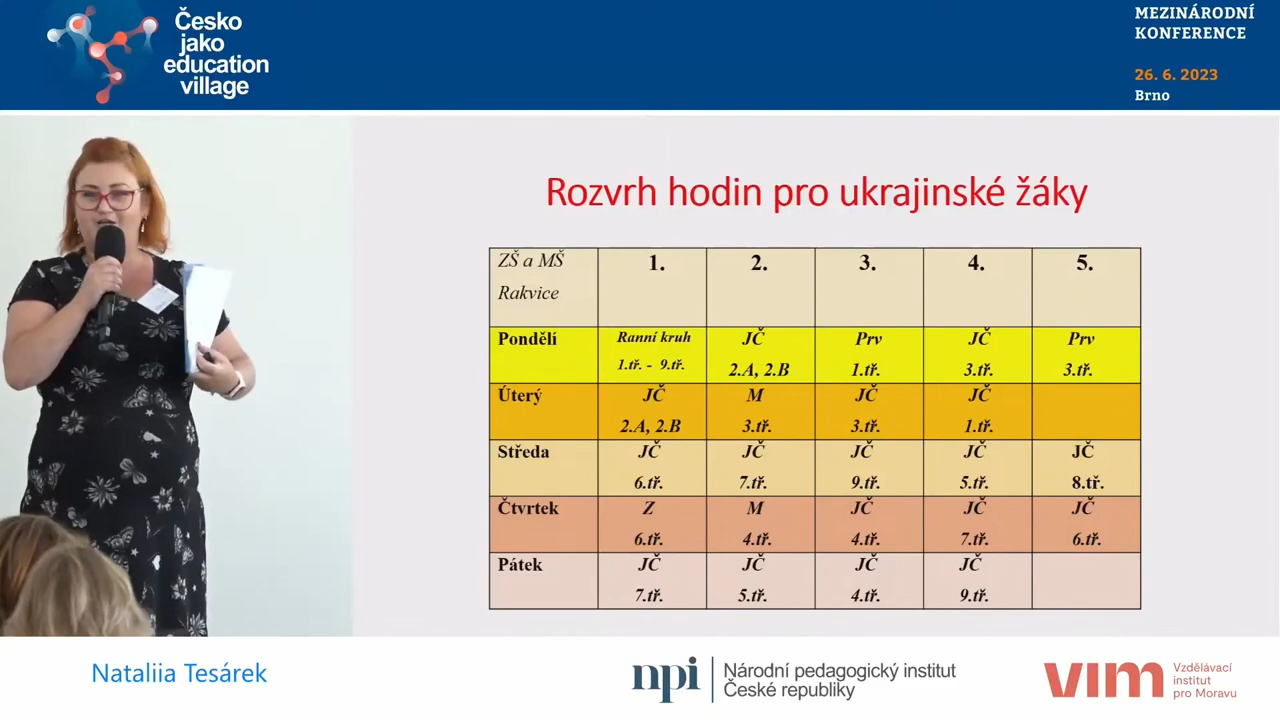 Česko
jako
education
village
MEZINÁRODNÍ
KONFERENCE
26. 6. 2023
Brno
Rozvrh hodin pro ukrajinské žáky
ZŠ a MŠ
Rakvice
1. 2. 3. 4. 5.
Pondělí
Ranní kruh JČ Prv JČ Prv
1.tř. - 9.tř. 2.A, 2.B 1.tř. 3.tř. 3.tř.
Úterý
JČ M JČ JČ
2.A, 2.B 3.tř. 3.tř. 1.tř.
Středa
JČ JČ JČ JČ JČ
6.tř. 7.tř. 9.tř. 5.tř. 8.tř.
Čtvrtek
Z M JČ JČ JČ
6.tř. 4.tř. 4.tř. 7.tř. 6.tř.
Pátek
JČ JČ JČ JČ
7.tř. 5.tř. 4.tř. 9.tř.
Nataliia Tesárek
npi
Národní pedagogický institut
České republiky
vim
Vzdělávací
institut
pro Moravu